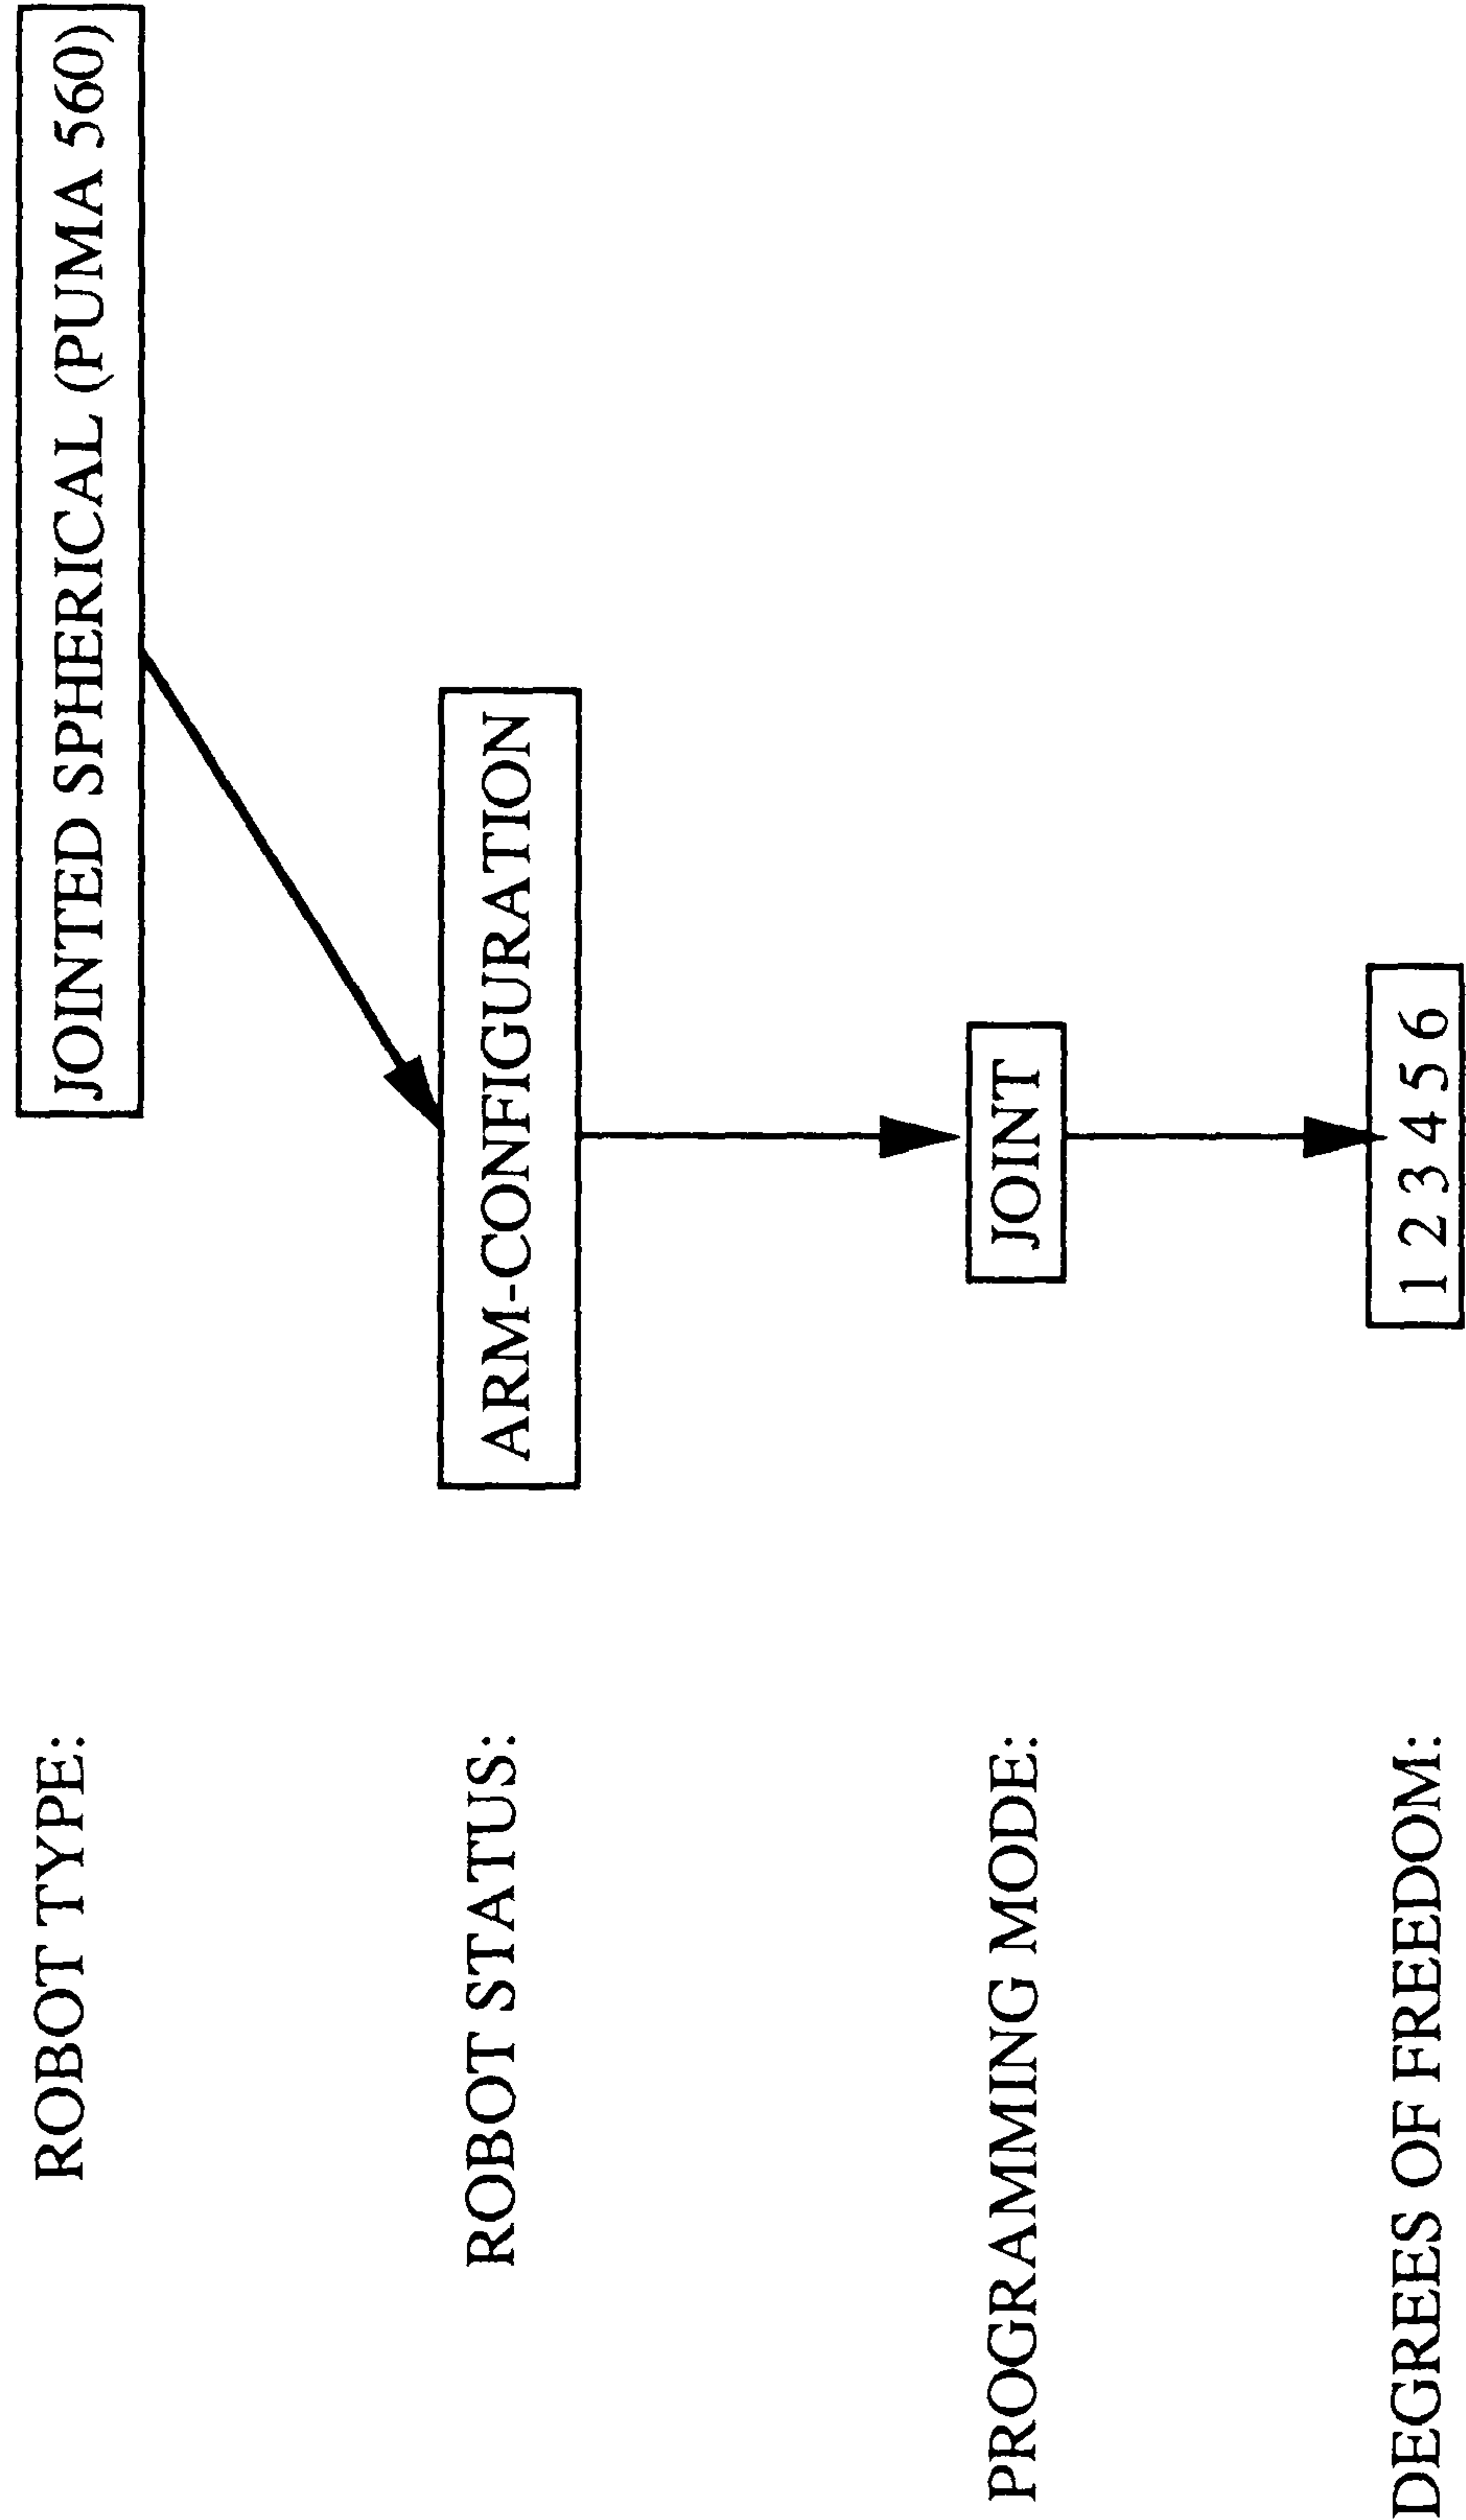 ROBOT TYPE:
JOINTED SPHERICAL (PUMA 560)
ROBOT STATUS:
ARM-CONFIGURATION
PROGRAMMING MODE:
JOINT
DEGREES OF FREEDOM:
1 2 3 4 5 6